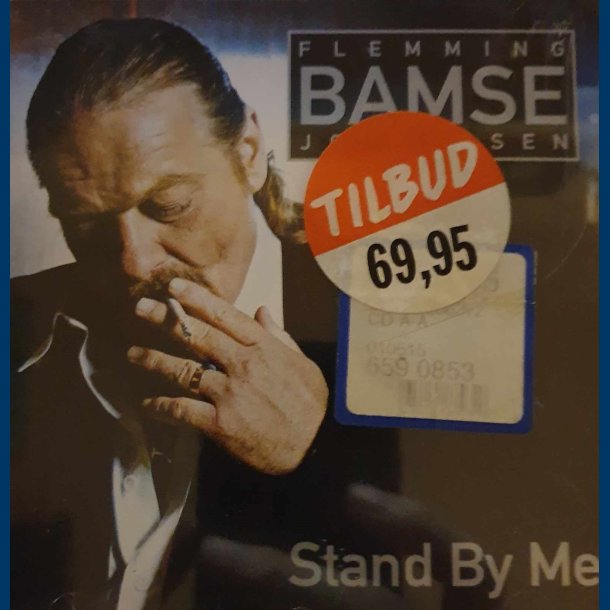 FLEMMING
BAMSE
TILBUD
69,95
CD A A
659 0853
Stand By Me